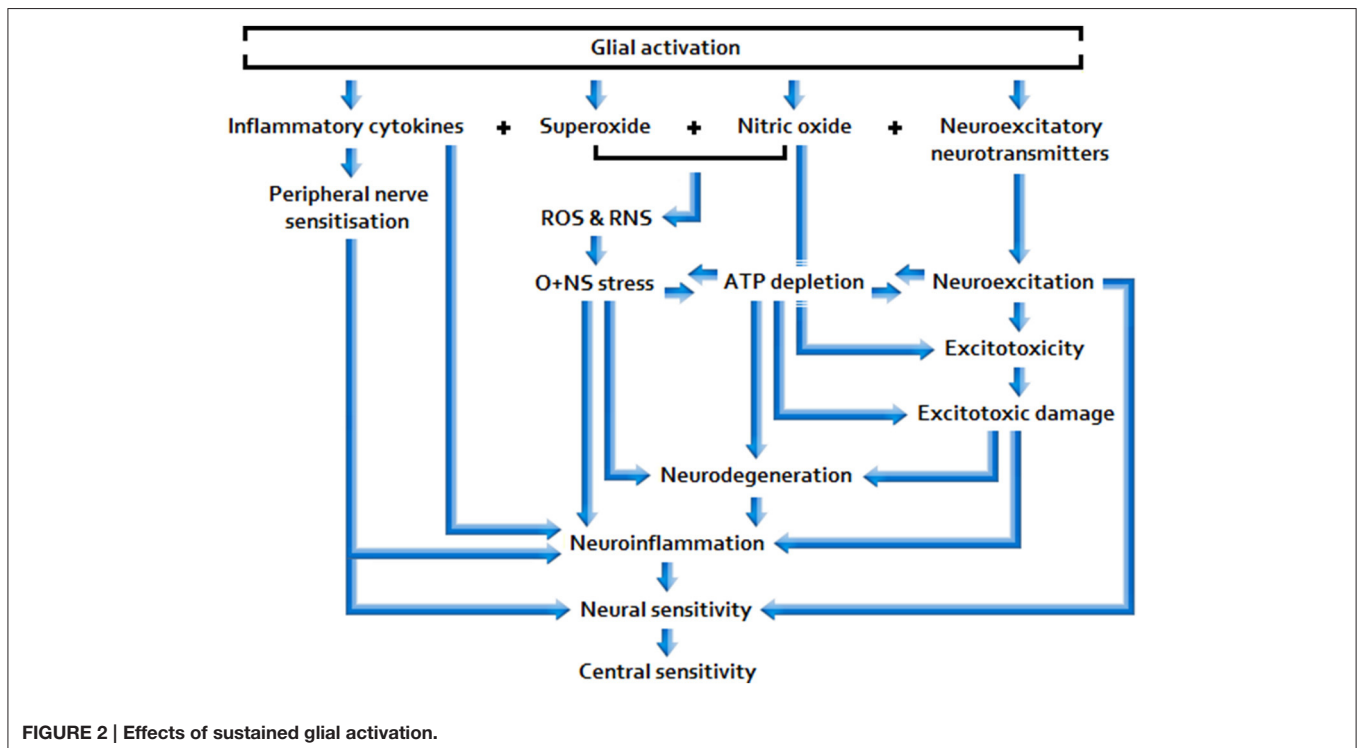 Glial activation
Inflammatory cytokines + Superoxide + Nitric oxide + Neuroexcitatory
neurotransmitters
Peripheral nerve
sensitisation
ROS & RNS
O+NS stress ATP depletion Neuroexcitation
Excitotoxicity
Excitotoxic damage
Neurodegeneration
Neuroinflammation
Neural sensitivity
Central sensitivity
FIGURE 2 | Effects of sustained glial activation.